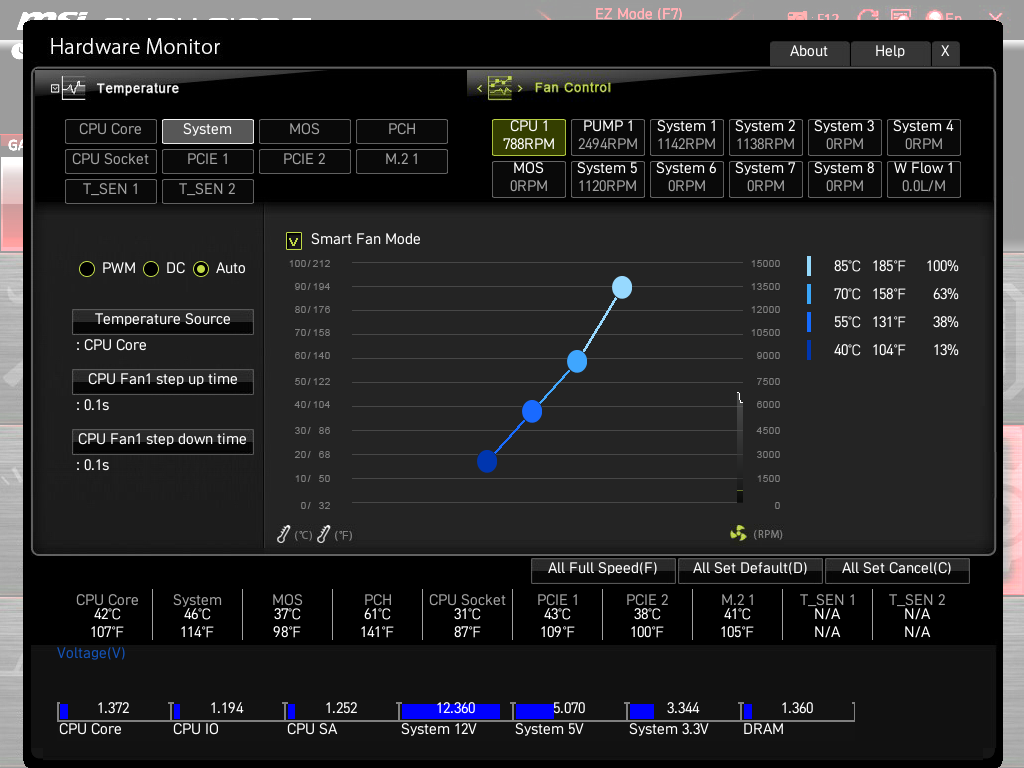 msi
EZ Mode (F7)
F12
En
X
Hardware Monitor
About
Help
X
GA
Temperature
Fan Control
CPU Core
System
MOS
PCH
CPU Socket
PCIE 1
PCIE 2
M.2 1
T_SEN 1
T_SEN 2
CPU 1
788RPM
PUMP 1
2494RPM
System 1
1142RPM
System 2
1138RPM
System 3
0RPM
System 4
0RPM
MOS
0RPM
System 5
1120RPM
System 6
0RPM
System 7
0RPM
System 8
0RPM
W Flow 1
0.0L/M
PWM
DC
Auto
Temperature Source
: CPU Core
CPU Fan1 step up time
: 0.1s
CPU Fan1 step down time
: 0.1s
V Smart Fan Mode
100/ 212
90/ 194
80/ 176
70/ 158
60/ 140
50/ 122
40/ 104
30/ 86
20/ 68
10/ 50
0/ 32
(°C)
(°F)
15000
13500
12000
10500
9000
7500
6000
4500
3000
1500
0
(RPM)
85°C 185°F 100%
70°C 158°F 63%
55°C 131°F 38%
40°C 104°F 13%
All Full Speed(F)
All Set Default(D)
All Set Cancel(C)
CPU Core
42°C
107°F
System
46°C
114°F
MOS
37°C
98°F
PCH
61°C
141°F
CPU Socket
31°C
87°F
PCIE 1
43°C
109°F
PCIE 2
38°C
100°F
M.2 1
41°C
105°F
T_SEN 1
N/A
N/A
T_SEN 2
N/A
N/A
Voltage(V)
1.372
CPU Core
1.194
CPU IO
1.252
CPU SA
12.360
System 12V
5.070
System 5V
3.344
System 3.3V
1.360
DRAM